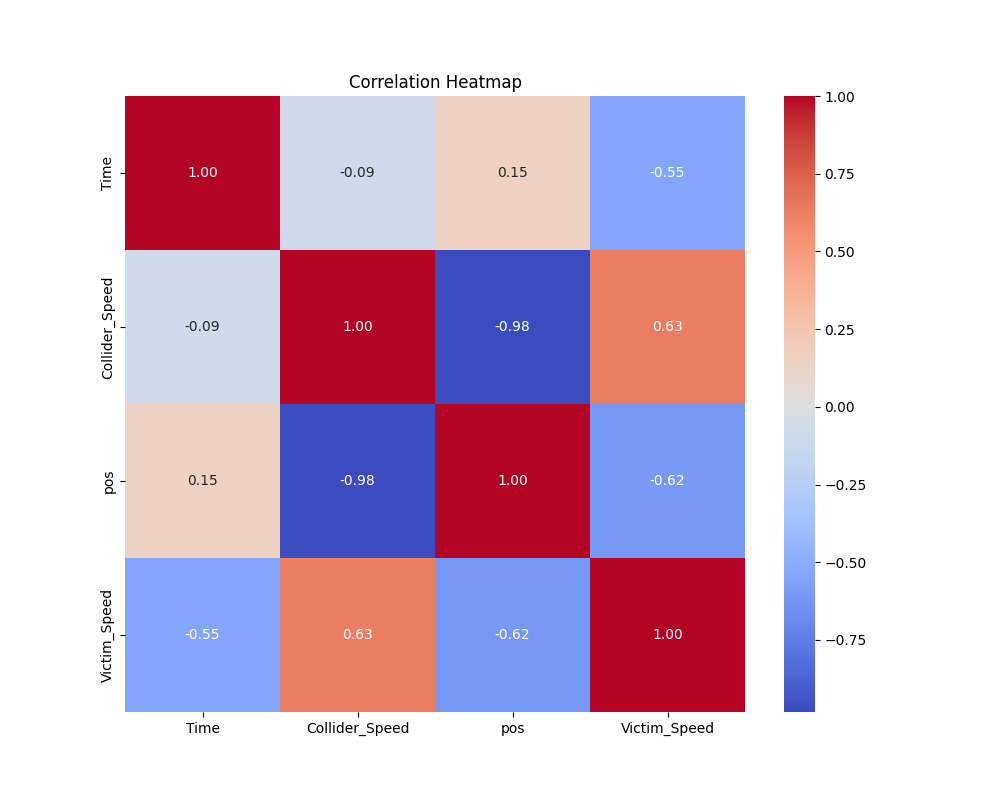 Correlation Heatmap
1.00
Time
1.00 -0.09 0.15 -0.55
0.75
0.50
Collider_Speed
-0.09 1.00 -0.98 0.63
0.25
0.00
pos
0.15 -0.98 1.00 -0.62
−0.25
−0.50
Victim_Speed
-0.55 0.63 -0.62 1.00
−0.75
Time Collider_Speed pos Victim_Speed